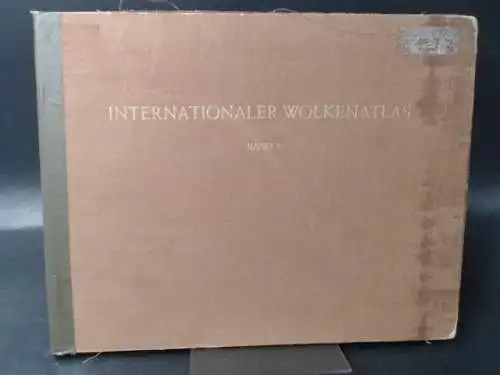 INTERNATIONALER WOLKENATLAS
BAND I